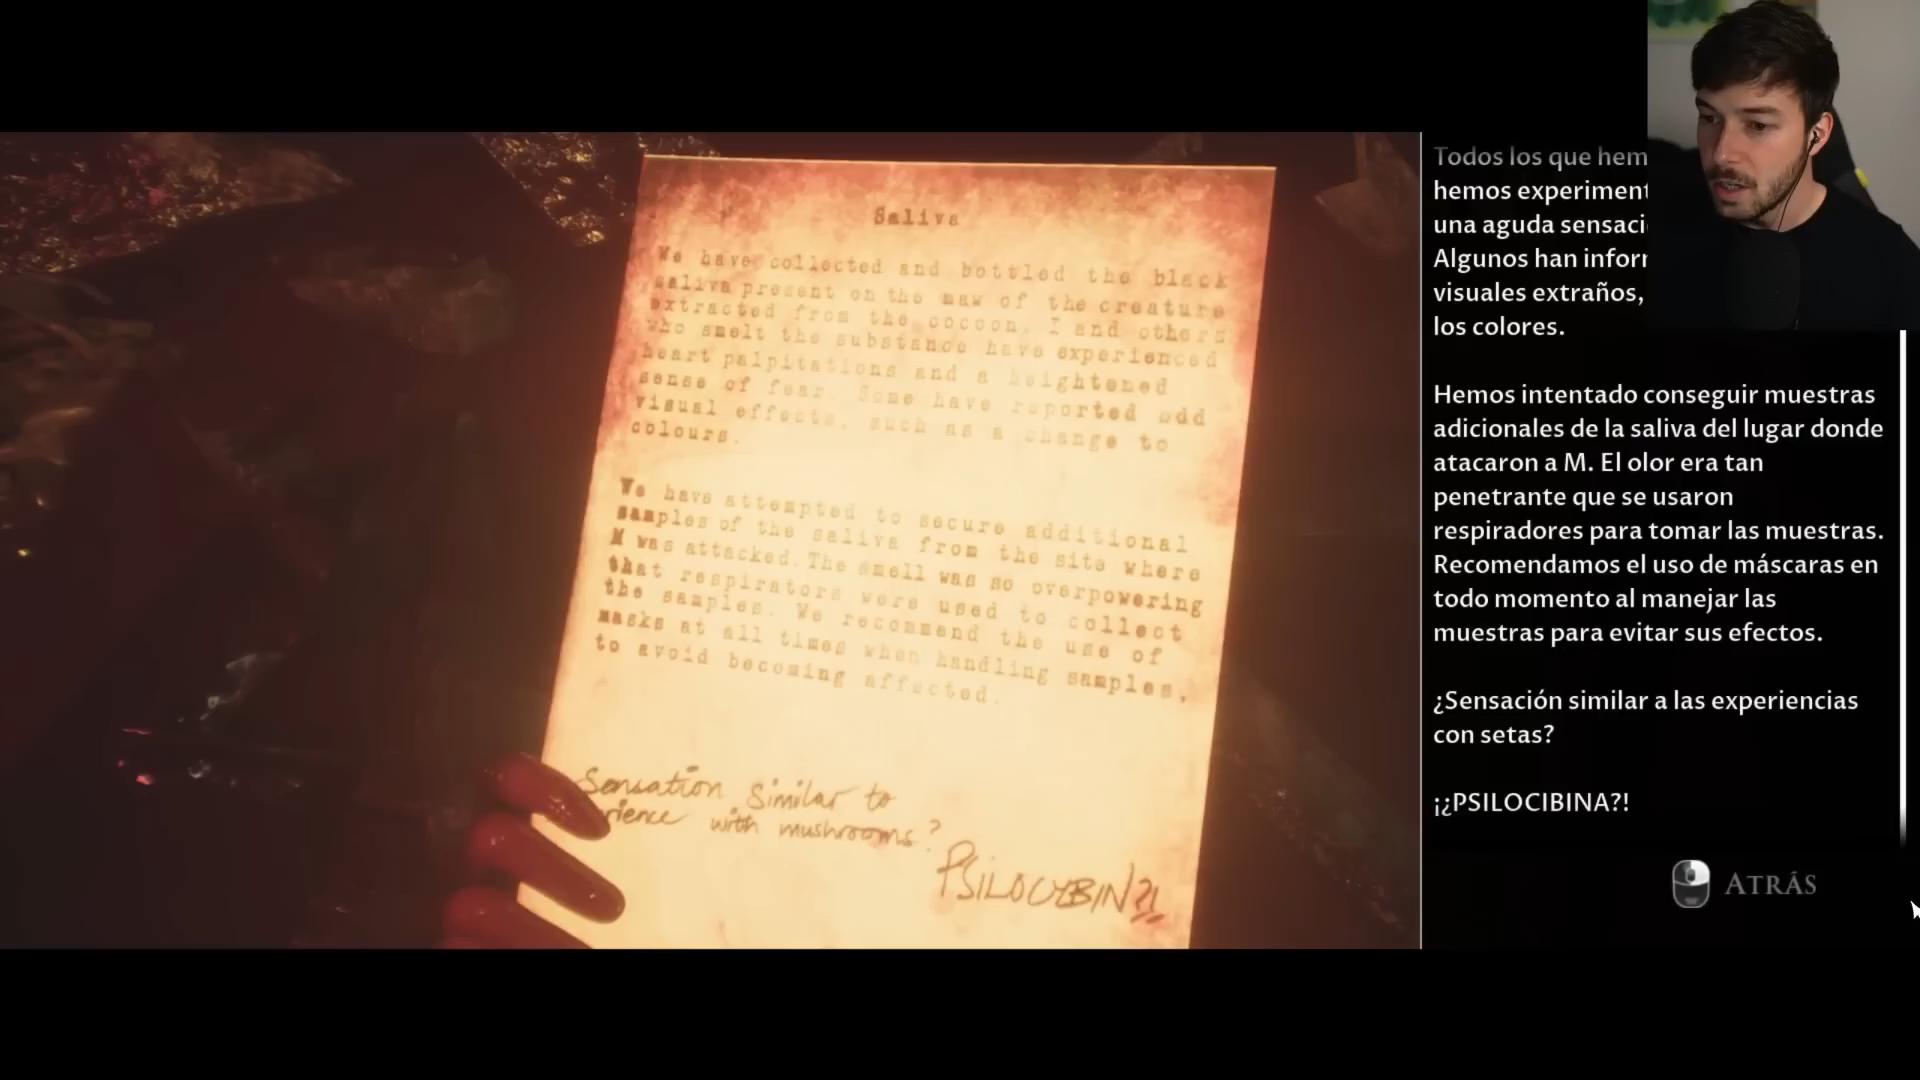 Saliva
We have collected and bottled the black
saliva present on the maw of the creature
extracted from the cocoon. I and others
who smelt the substance have experienced
heart palpitations and a heightened
sense of fear. Some have reported odd
visual effects, such as a change to
colours.
We have attempted to secure additional
samples of the saliva from the site where
M was attacked. The smell was so overpowering
that respirators were used to collect
the samples. We recommend the use of
masks at all times when handling samples,
to avoid becoming affected.
Sensation similar to
rience with mushrooms?
PSILOCYBIN?!
Todos los que hem
hemos experiment
una aguda sensaci
Algunos han infor
visuales extraños,
los colores.
Hemos intentado conseguir muestras
adicionales de la saliva del lugar donde
atacaron a M. El olor era tan
penetrante que se usaron
respiradores para tomar las muestras.
Recomendamos el uso de máscaras en
todo momento al manejar las
muestras para evitar sus efectos.
¿Sensación similar a las experiencias
con setas?
¡¿PSILOCIBINA?!
ATRÁS